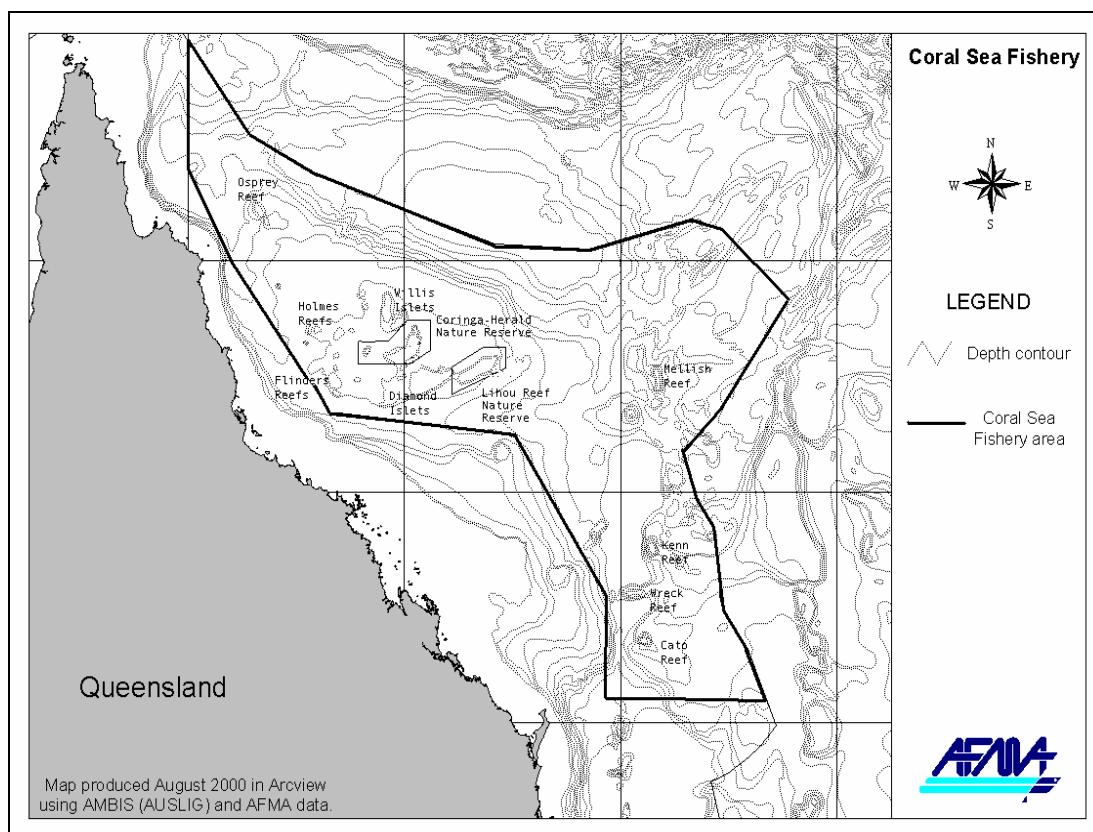 Coral Sea Fishery
N
W
E
S
LEGEND
Depth contour
Coral Sea
Fishery area
Osprey
Reef
Holmes
Reefs
Willis
Islets
Coringa-Herald
Nature Reserve
Flinders
Reefs
Diamond
Islets
Lihou Reef
Nature
Reserve
Mellish
Reef
Kenn
Reef
Wreck
Reef
Cato
Reef
Queensland
Map produced August 2000 in Arcview
using AMBIS (AUSLIG) and AFMA data.
AFMA